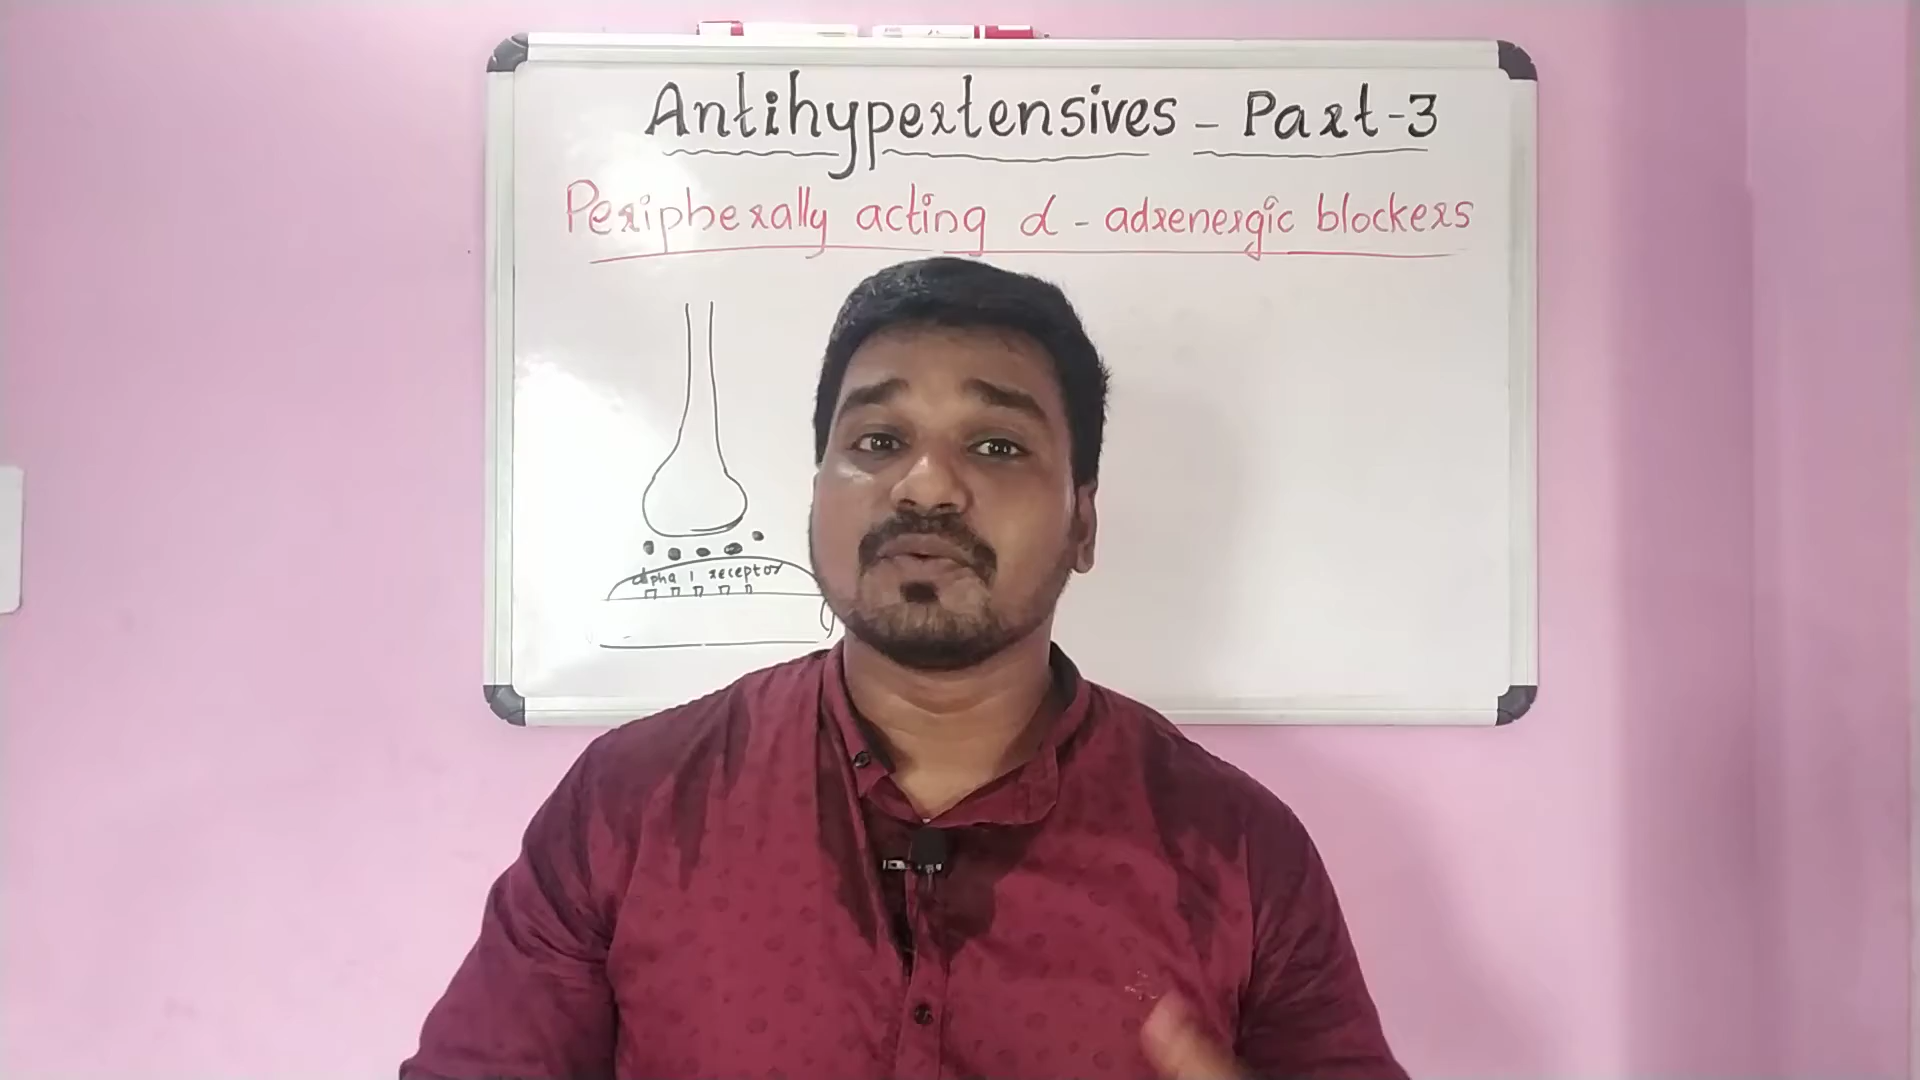 Antihypertensives - Part-3
Peripherally acting α - adrenergic blockers
alpha 1 receptor